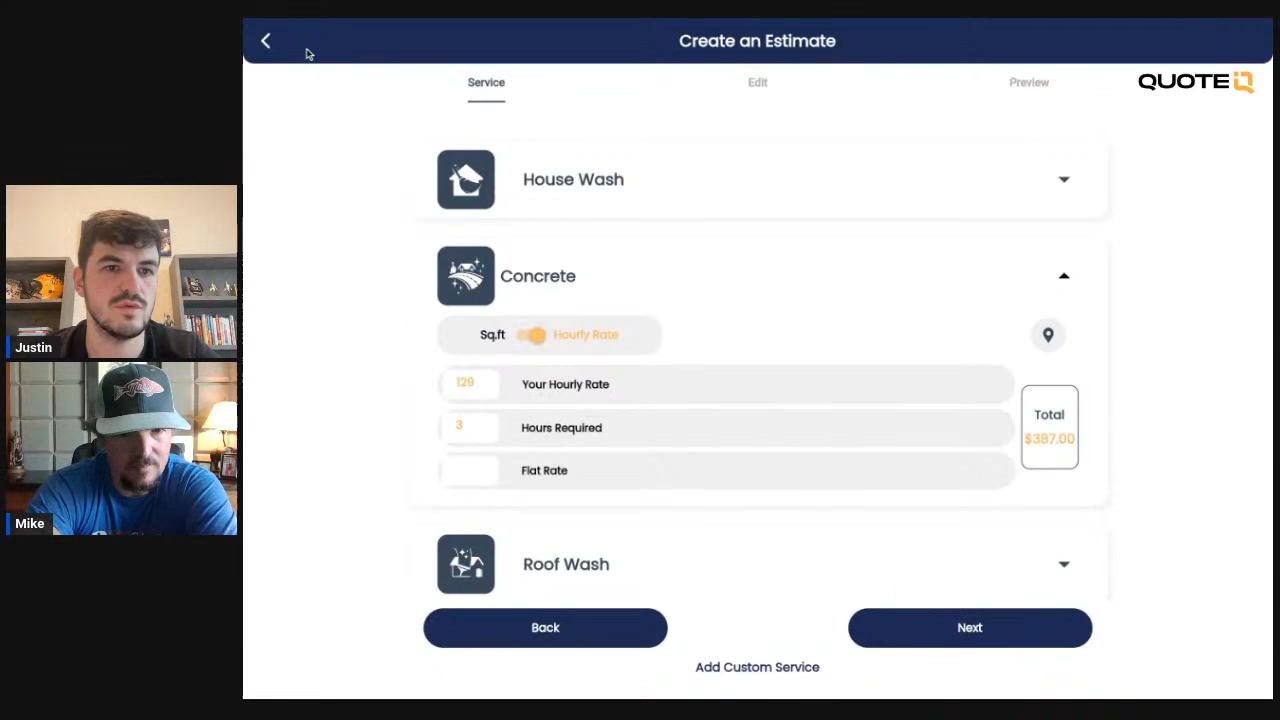 Create an Estimate
Service
Edit
Preview
QUOTE IQ
House Wash
Concrete
Sq.ft
Hourly Rate
129
Your Hourly Rate
3
Hours Required
Flat Rate
Total
$387.00
Roof Wash
Back
Next
Add Custom Service
Justin
Mike